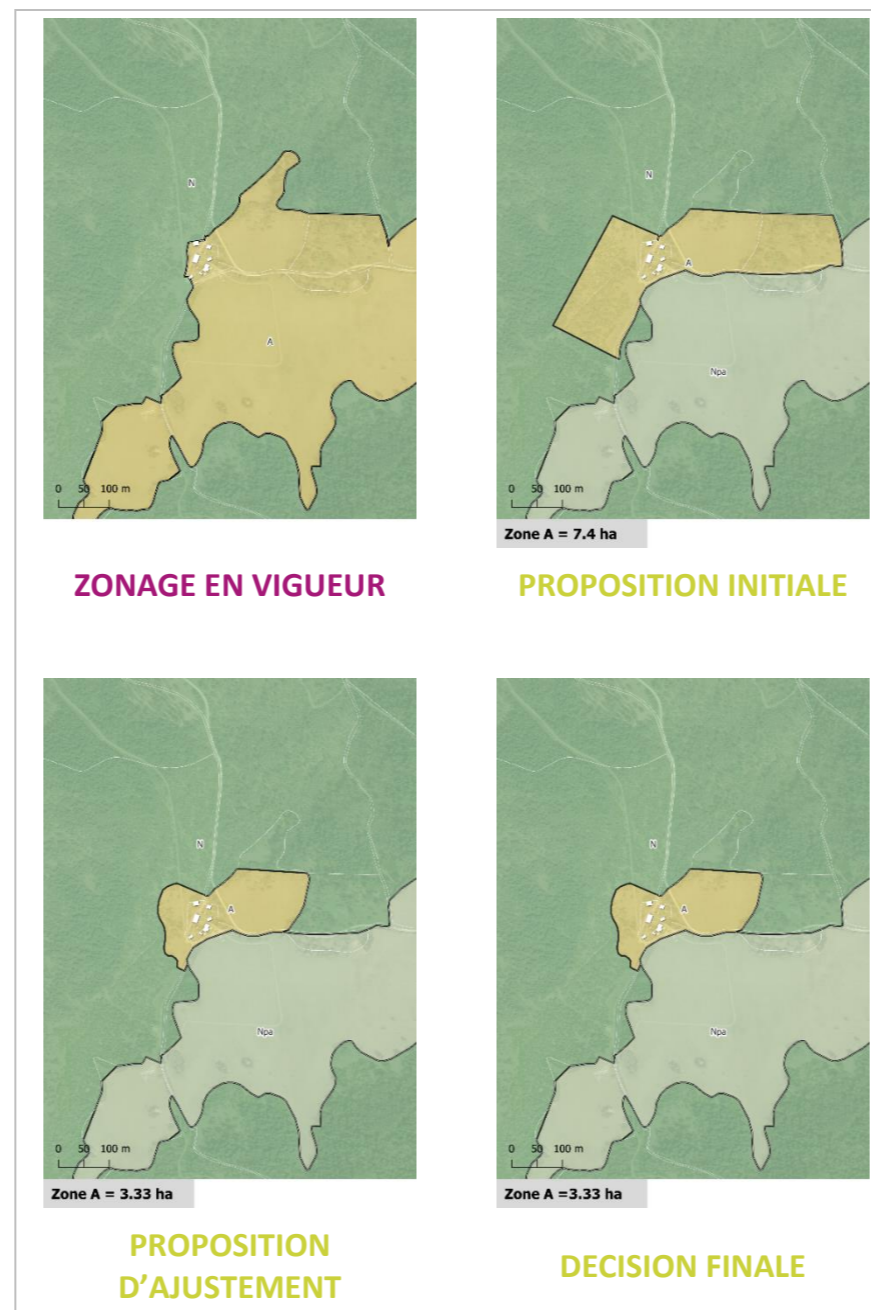 N
A
0 50 100 m
ZONAGE EN VIGUEUR
N
A
Npa
0 50 100 m
Zone A = 7.4 ha
PROPOSITION INITIALE
N
A
Npa
0 50 100 m
Zone A = 3.33 ha
PROPOSITION
D’AJUSTEMENT
N
A
Npa
0 50 100 m
Zone A =3.33 ha
DECISION FINALE